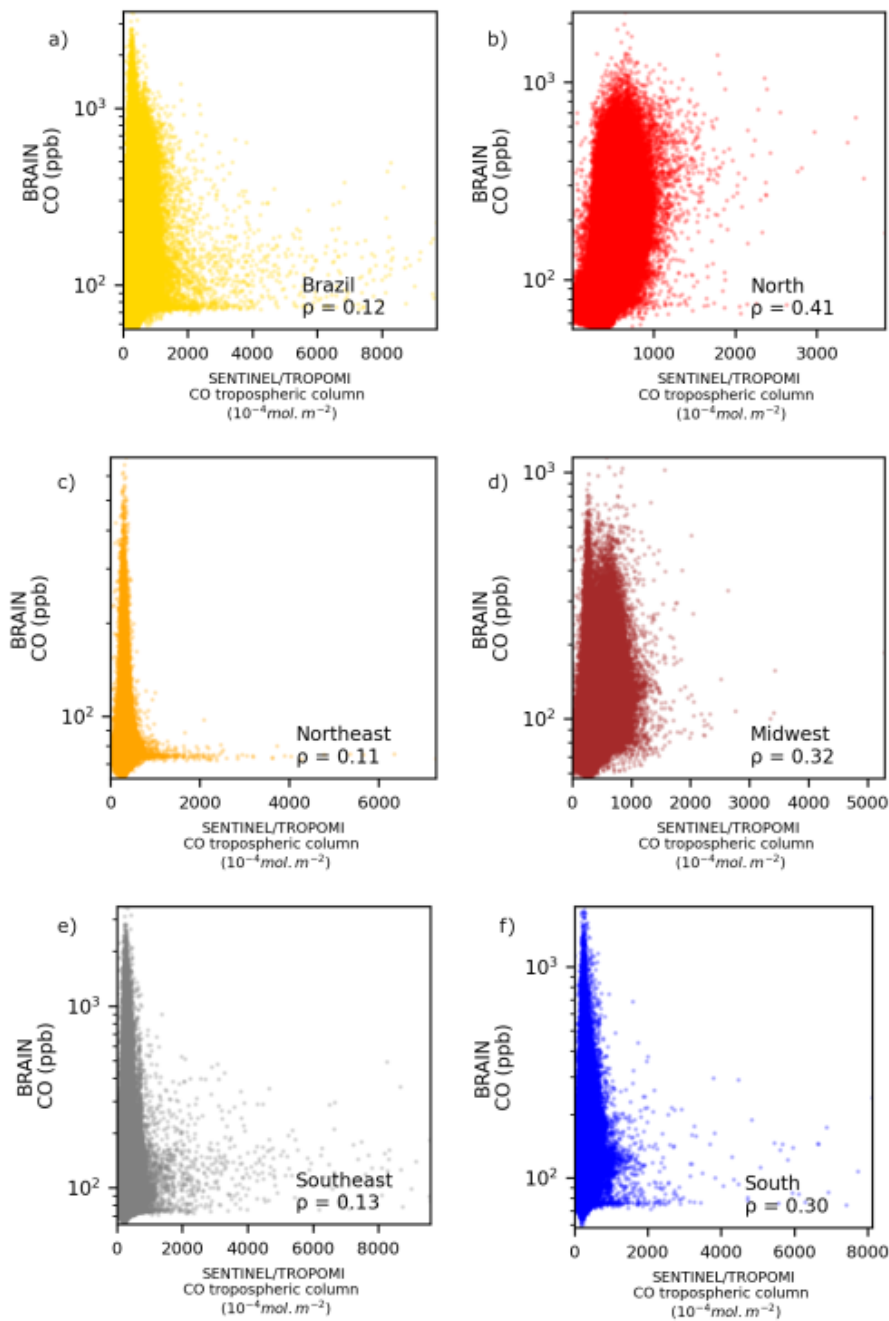 a)
BRAIN
CO (ppb)
10³
10²
Brazil
ρ = 0.12
0 2000 4000 6000 8000
SENTINEL/TROPOMI
CO tropospheric column
(10⁻⁴mol.m⁻²)
b)
BRAIN
CO (ppb)
10³
10²
North
ρ = 0.41
1000 2000 3000
SENTINEL/TROPOMI
CO tropospheric column
(10⁻⁴mol.m⁻²)
c)
BRAIN
CO (ppb)
10²
Northeast
ρ = 0.11
0 2000 4000 6000
SENTINEL/TROPOMI
CO tropospheric column
(10⁻⁴mol.m⁻²)
d)
BRAIN
CO (ppb)
10³
10²
Midwest
ρ = 0.32
0 1000 2000 3000 4000 5000
SENTINEL/TROPOMI
CO tropospheric column
(10⁻⁴mol.m⁻²)
e)
BRAIN
CO (ppb)
10³
10²
Southeast
ρ = 0.13
0 2000 4000 6000 8000
SENTINEL/TROPOMI
CO tropospheric column
(10⁻⁴mol.m⁻²)
f)
BRAIN
CO (ppb)
10³
10²
South
ρ = 0.30
0 2000 4000 6000 8000
SENTINEL/TROPOMI
CO tropospheric column
(10⁻⁴mol.m⁻²)